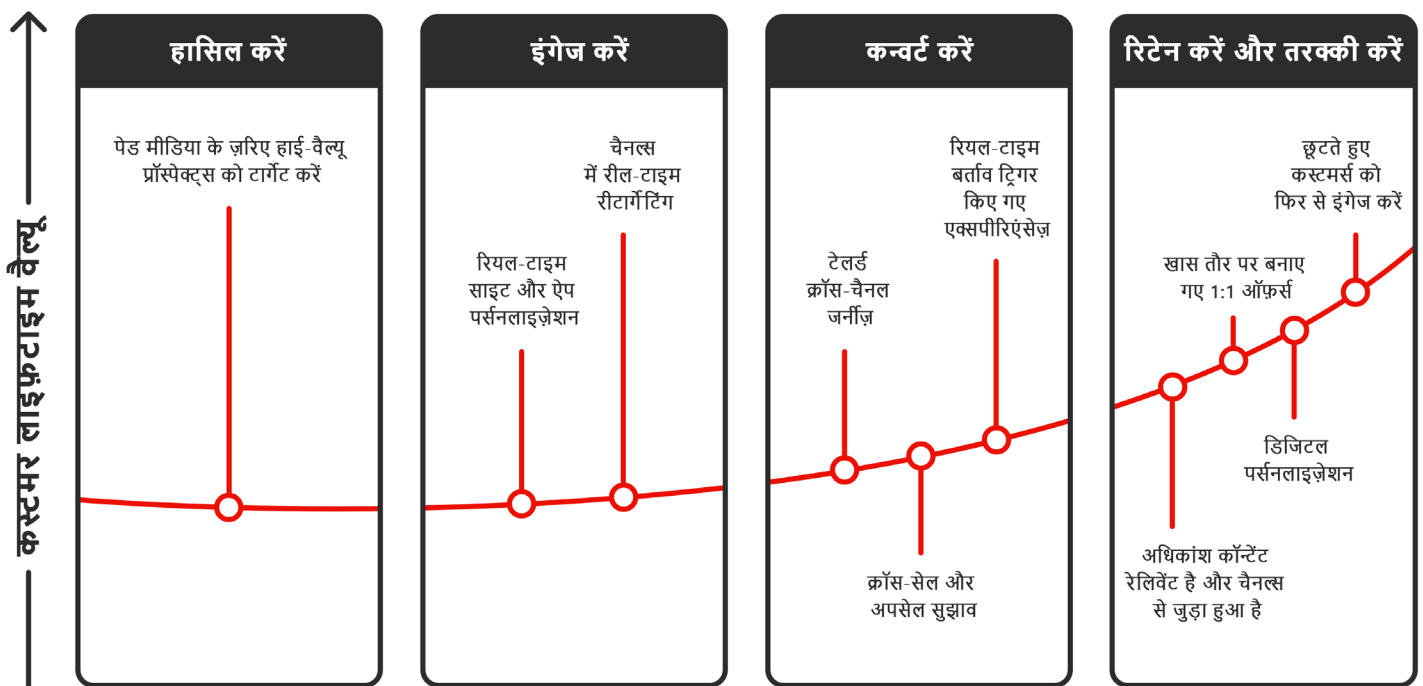 कस्टमर लाइफ़टाइम वैल्यू
हासिल करें
पेड मीडिया के ज़रिए हाई-वैल्यू
प्रॉस्पेक्ट्स को टार्गेट करें
इंगेज करें
रियल-टाइम
साइट और ऐप
पर्सनलाइज़ेशन
चैनल्स
में रील-टाइम
रीटार्गेटिंग
कन्वर्ट करें
टेलर्ड
क्रॉस-चैनल
जर्नीज़
क्रॉस-सेल और
अपसेल सुझाव
रियल-टाइम
बर्ताव ट्रिगर
किए गए
एक्सपीरिएंसेज़
रिटेन करें और तरक्की करें
अधिकांश कॉन्टेंट
रेलिवेंट है और चैनल्स
से जुड़ा हुआ है
खास तौर पर बनाए
गए 1:1 ऑफ़र्स
डिजिटल
पर्सनलाइज़ेशन
छूटते हुए
कस्टमर्स को
फिर से इंगेज करें